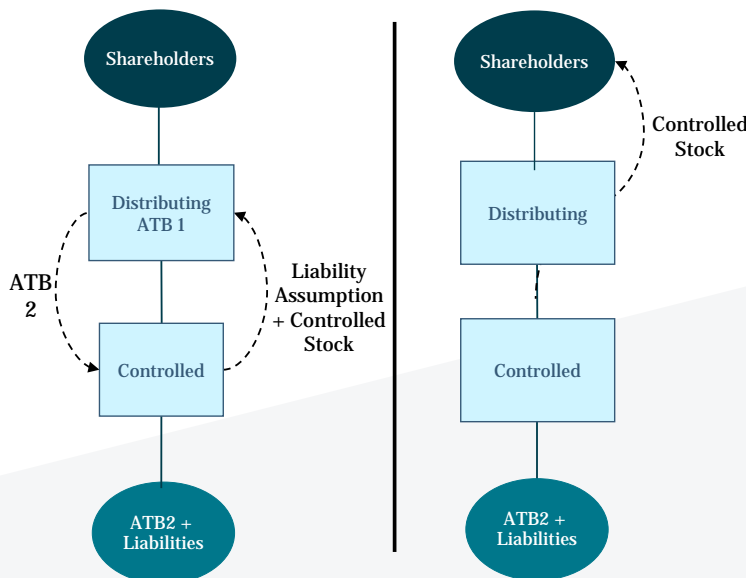 Shareholders
Distributing
ATB 1
ATB
2
Liability
Assumption
+ Controlled
Stock
Controlled
ATB2 +
Liabilities
Shareholders
Controlled
Stock
Distributing
Controlled
ATB2 +
Liabilities